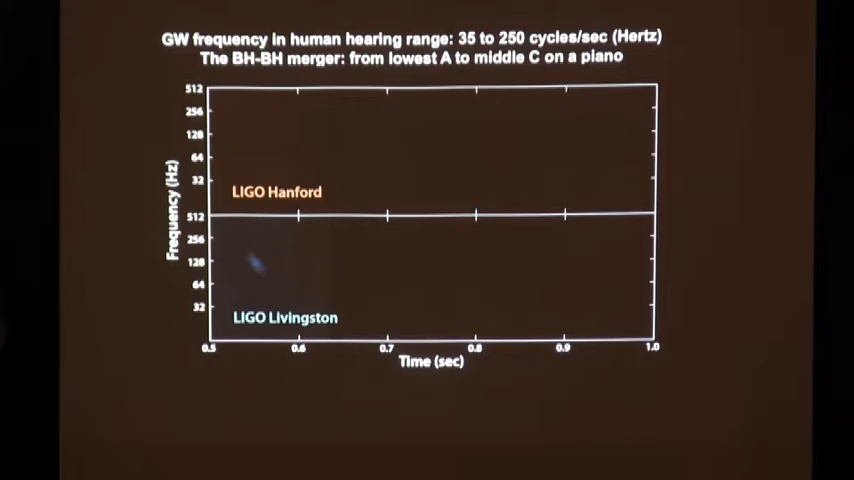 GW frequency in human hearing range: 35 to 250 cycles/sec (Hertz)
The BH-BH merger: from lowest A to middle C on a piano
512
256
128
64
32
LIGO Hanford
Frequency (Hz)
512
256
128
64
32
LIGO Livingston
0.5 0.6 0.7 0.8 0.9 1.0
Time (sec)